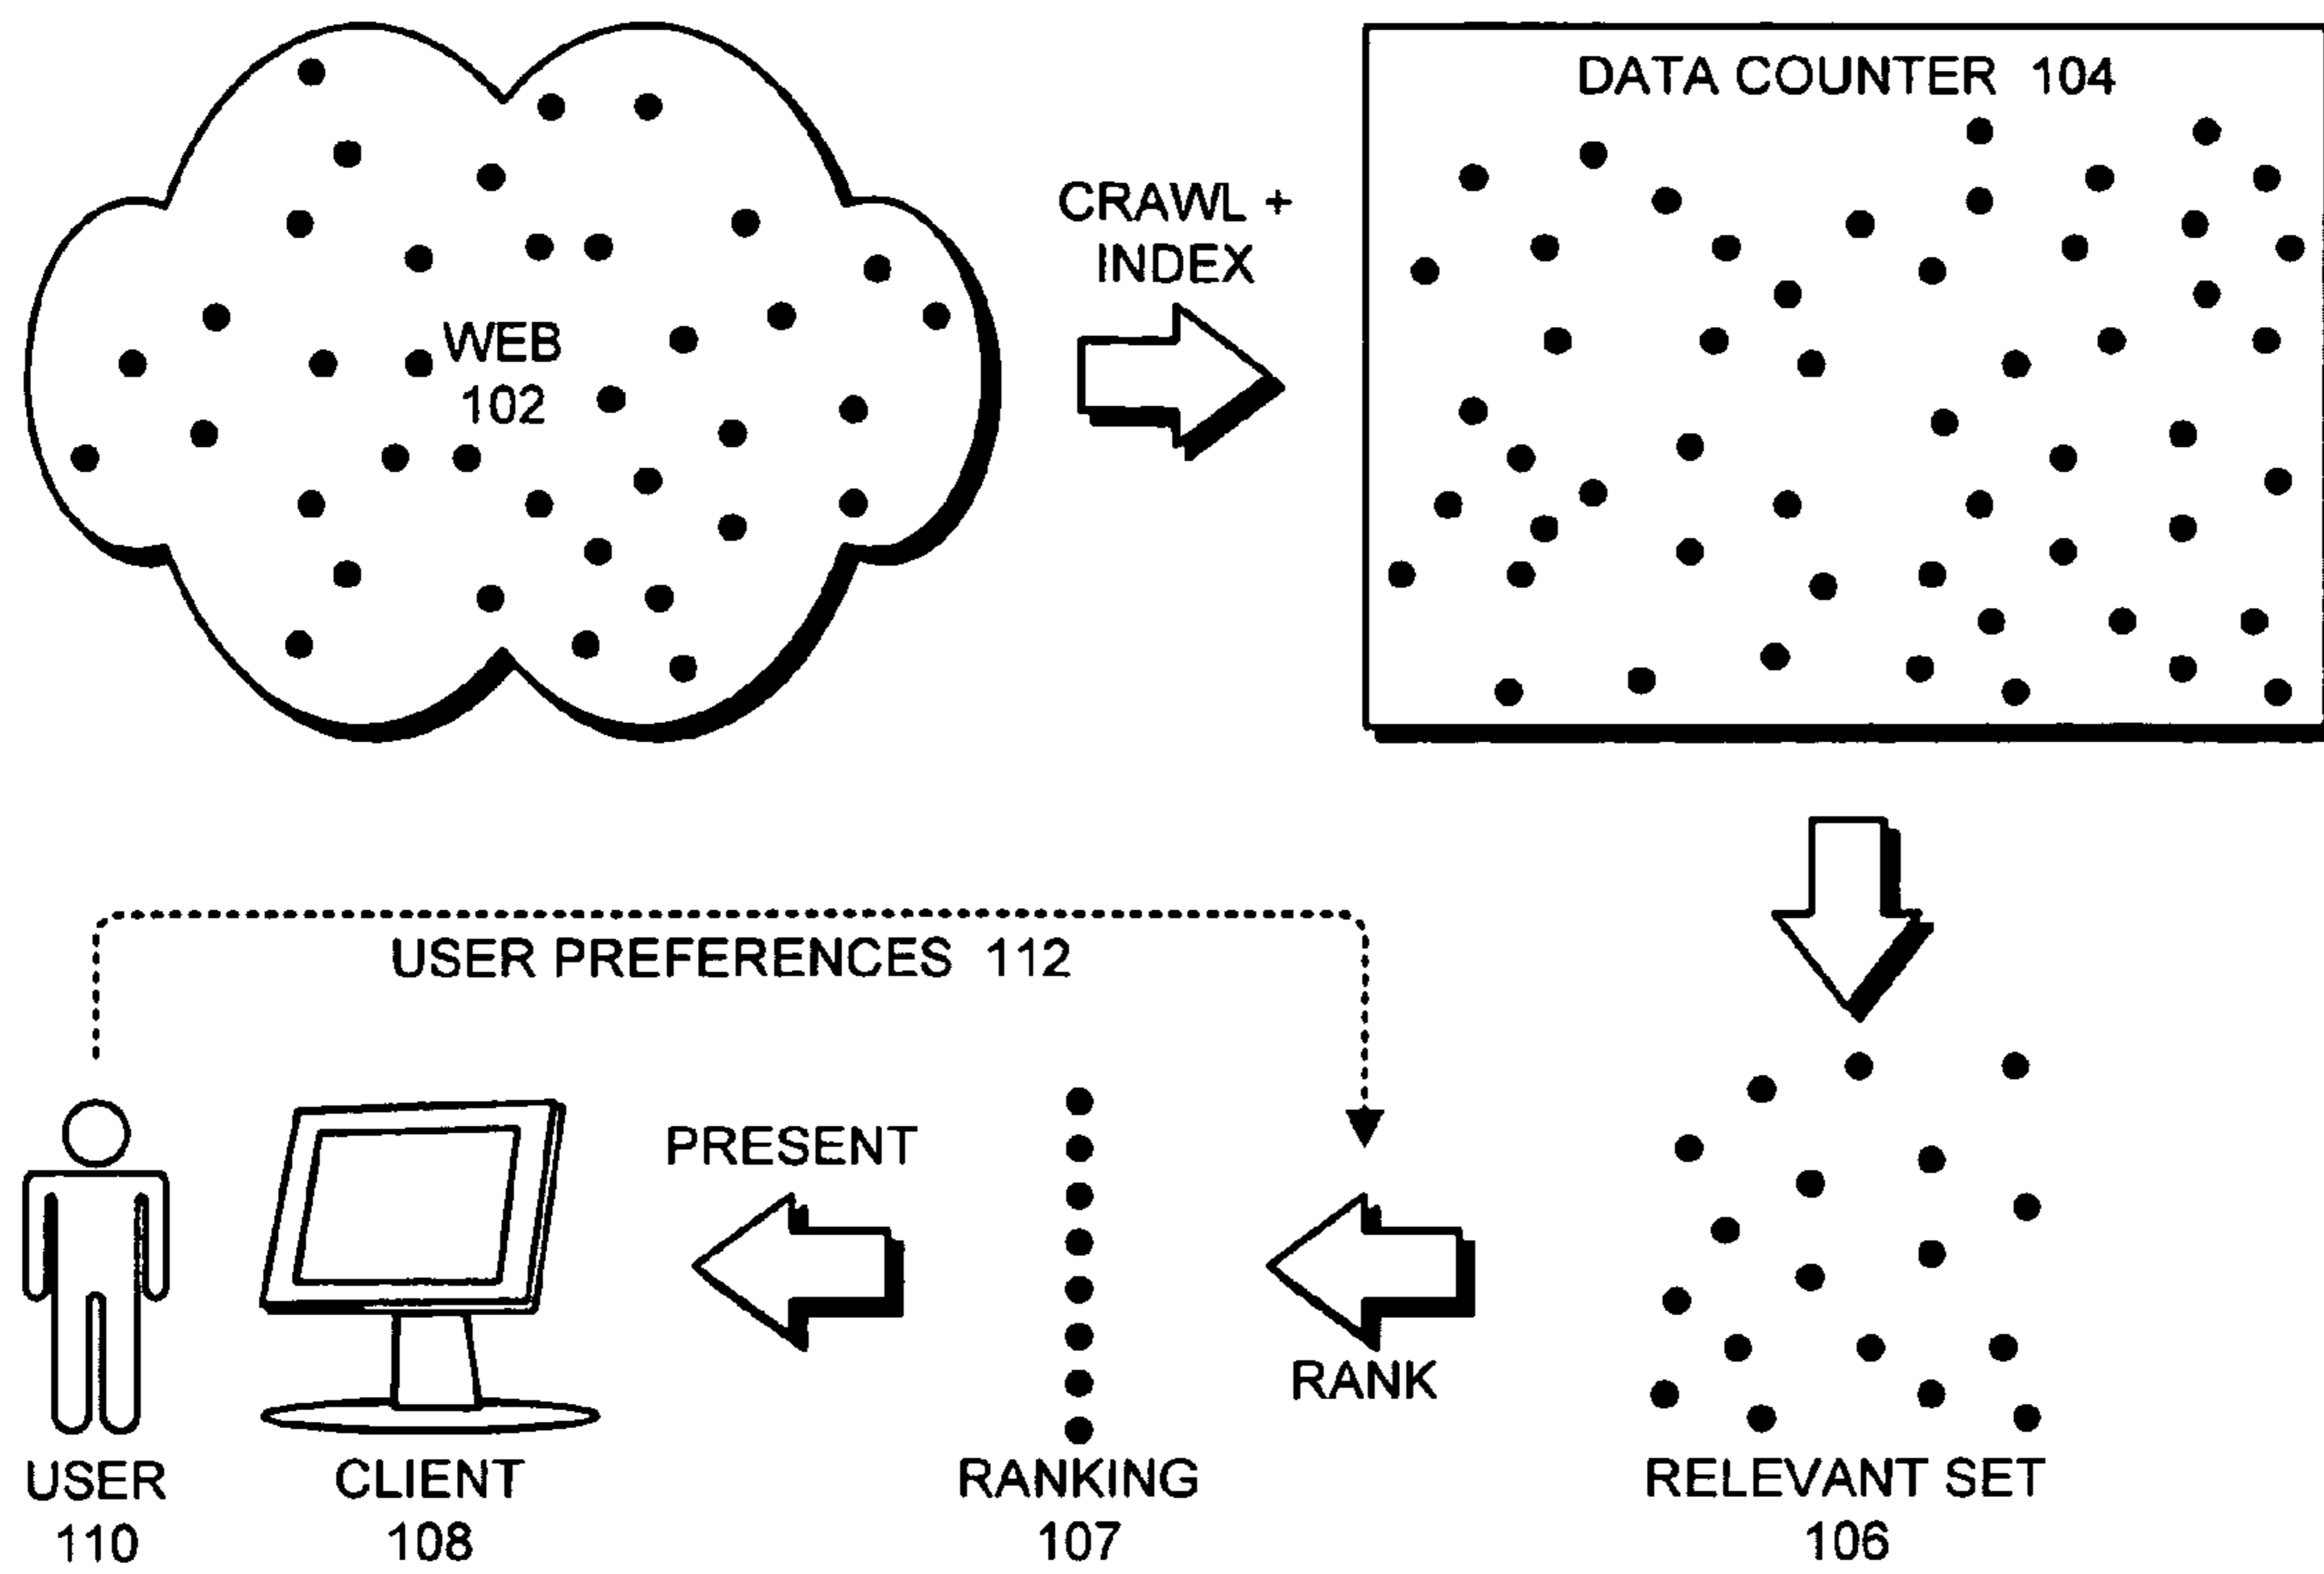 DATA COUNTER 104
CRAWL +
INDEX
WEB
102
USER PREFERENCES 112
PRESENT
RANK
USER
110
CLIENT
108
RANKING
107
RELEVANT SET
106